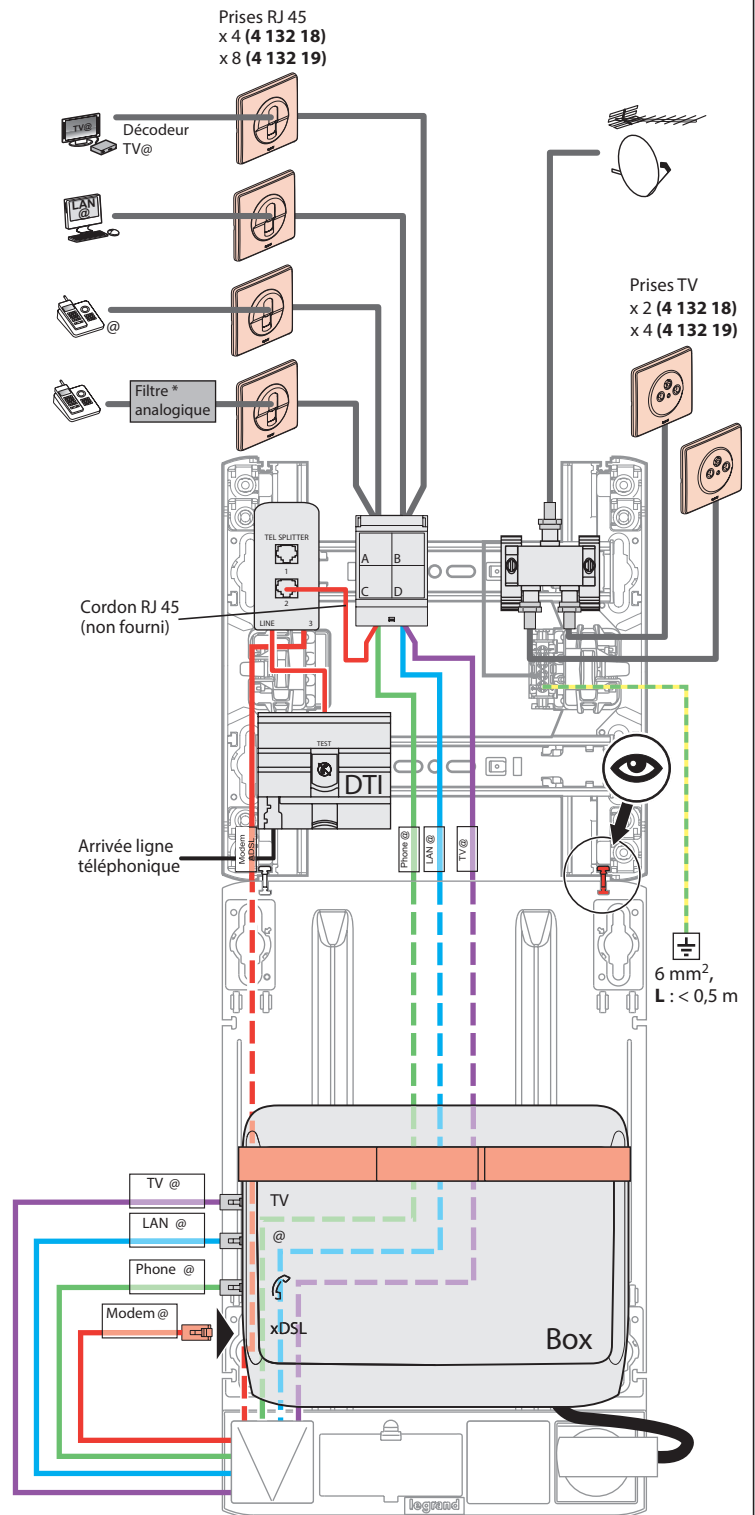 Prises RJ 45
x 4 (4 132 18)
x 8 (4 132 19)
TV@
Décodeur
TV@
LAN
@
@
Filtre *
analogique
Prises TV
x 2 (4 132 18)
x 4 (4 132 19)
TEL SPLITTER
1
2
LINE 3
A B
C D
Cordon RJ 45
(non fourni)
TEST
DTI
Arrivée ligne
téléphonique
Modem
ADSL
Phone @
LAN @
TV@
6 mm²,
L : < 0,5 m
TV @
LAN @
Phone @
Modem @
TV
@
xDSL
Box
legrand